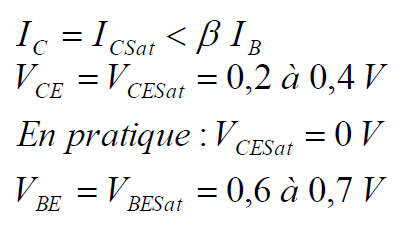 I_C = I_CSat < β I_B
V_CE = V_CESat = 0,2 à 0,4 V
En pratique : V_CESat = 0 V
V_BE = V_BESat = 0,6 à 0,7 V